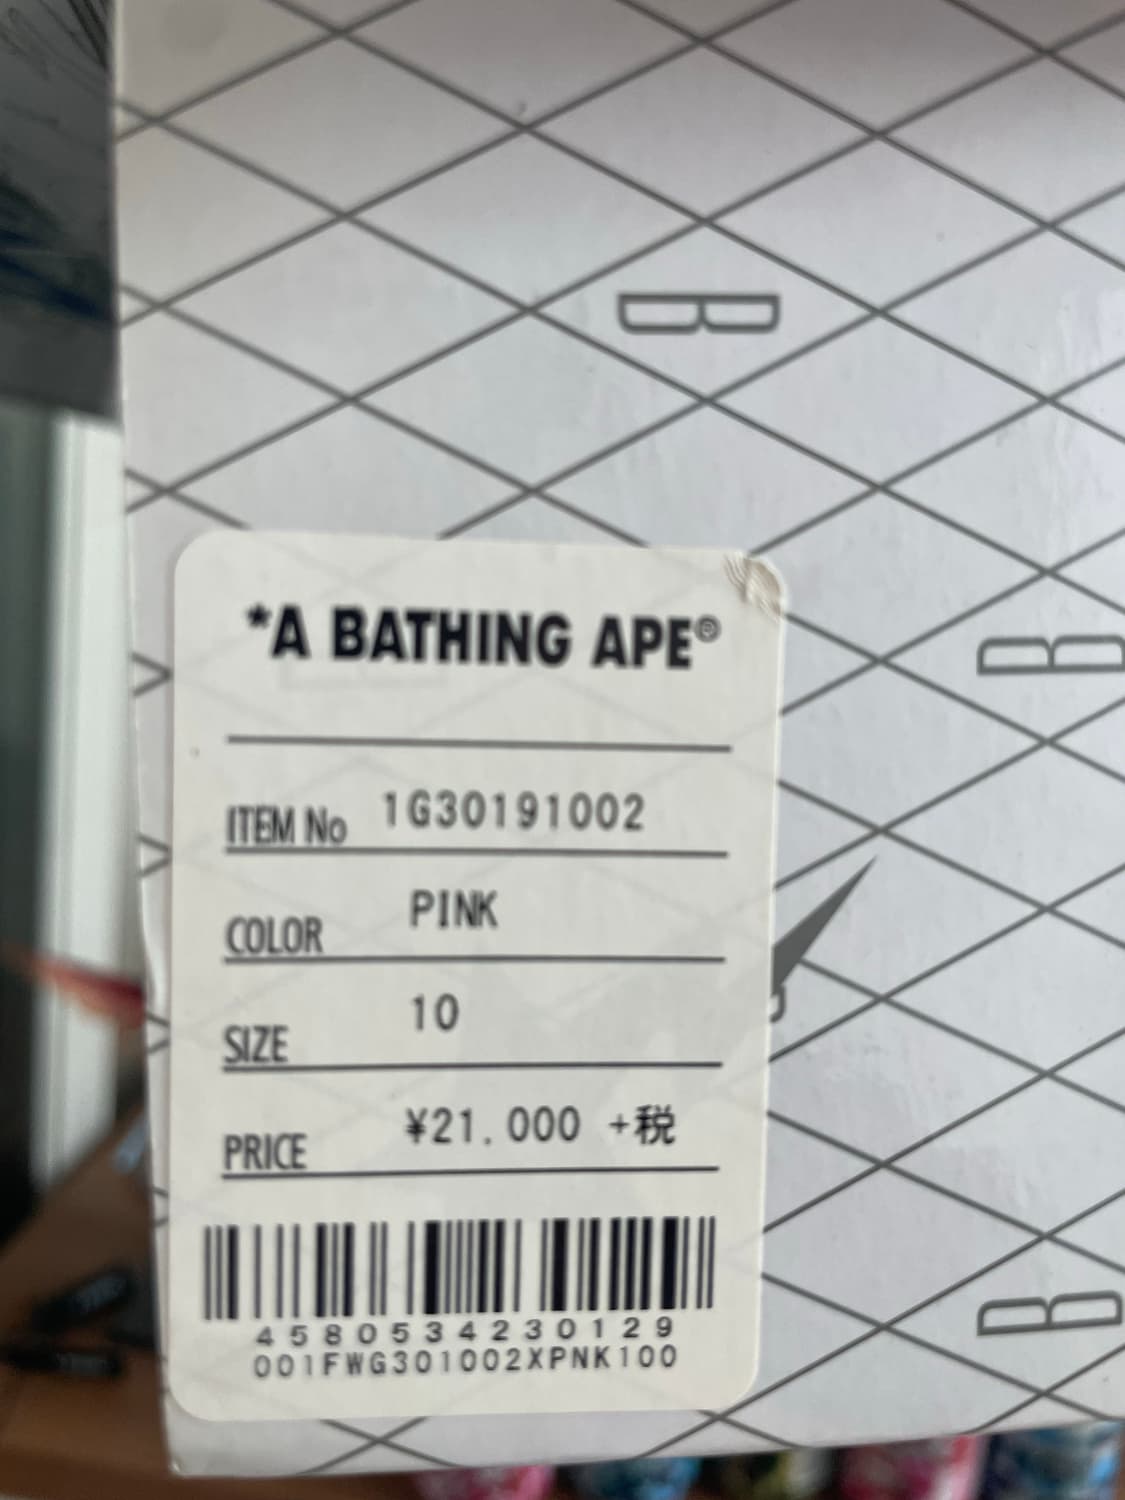 B
B
*A BATHING APE®
ITEM No 1G30191002
COLOR PINK
SIZE 10
PRICE ¥21.000 +税
4580534230129
001FWG301002XPNK100
B